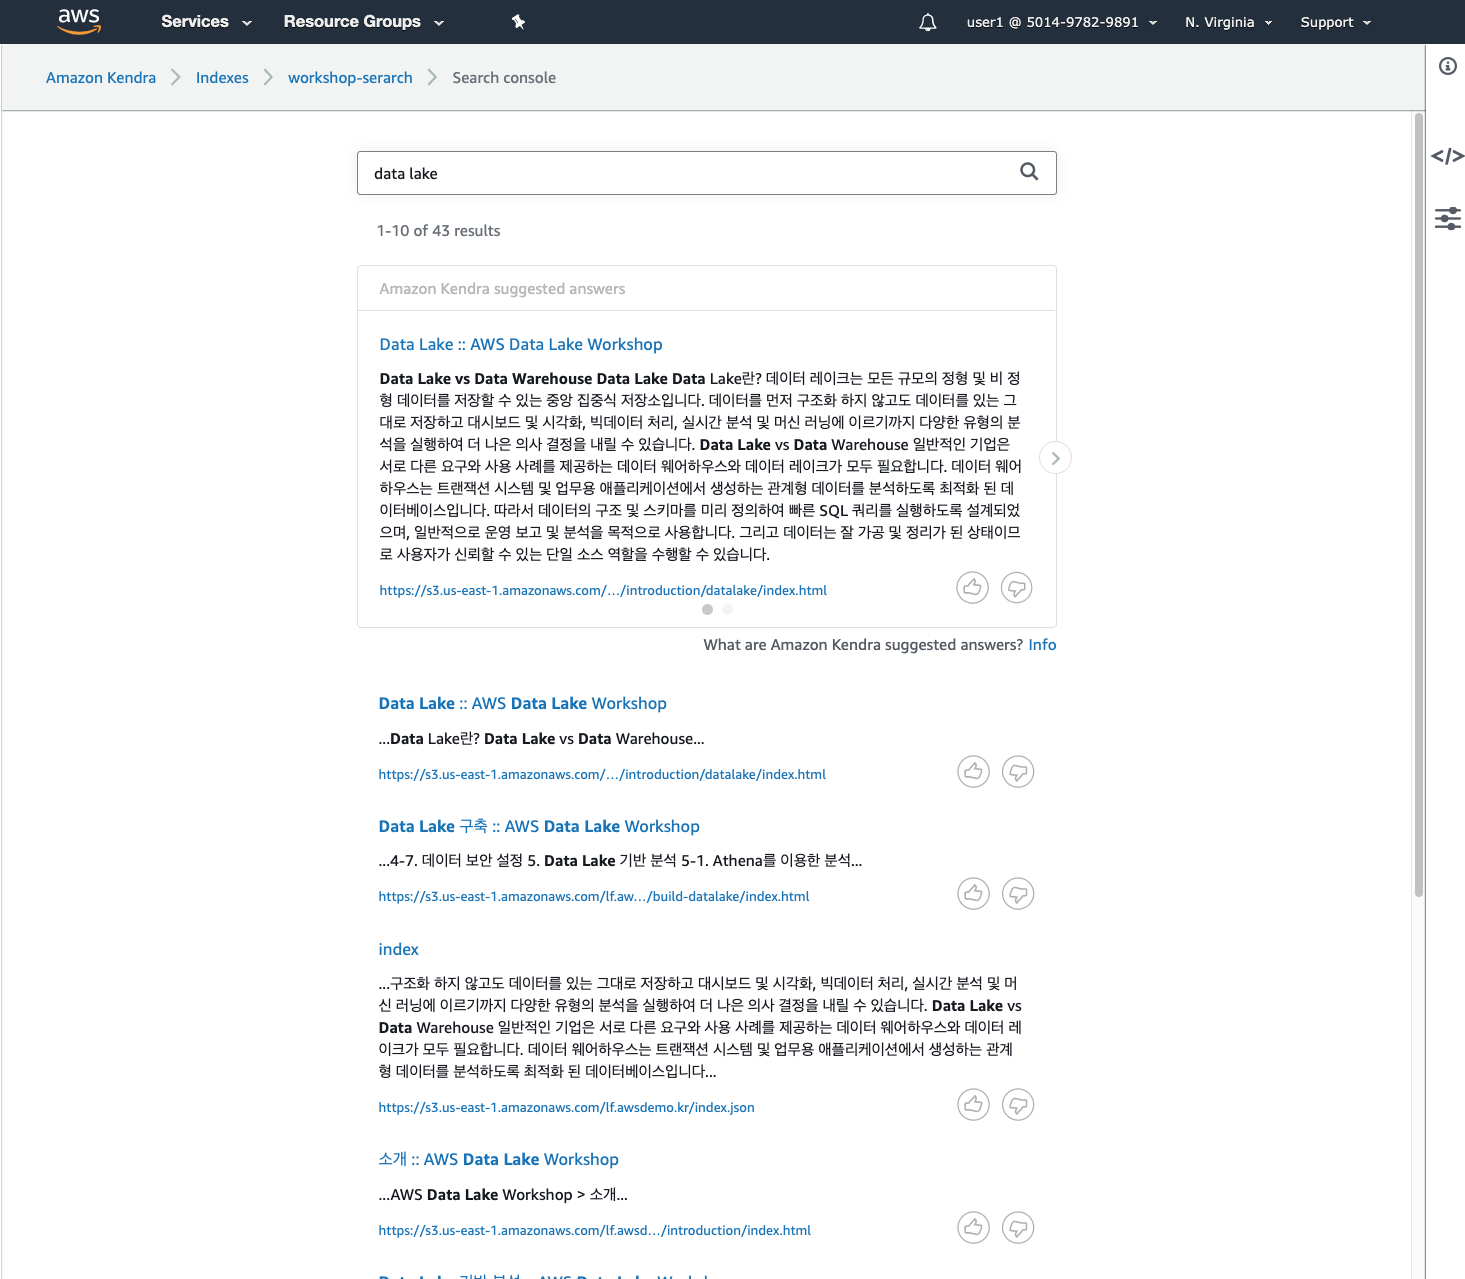 aws Services Resource Groups user1 @ 5014-9782-9891 N. Virginia Support
Amazon Kendra Indexes workshop-serarch Search console
</>
data lake
1-10 of 43 results
Amazon Kendra suggested answers
Data Lake :: AWS Data Lake Workshop
Data Lake vs Data Warehouse Data Lake Data Lake란? 데이터 레이크는 모든 규모의 정형 및 비 정
형 데이터를 저장할 수 있는 중앙 집중식 저장소입니다. 데이터를 먼저 구조화 하지 않고도 데이터를 있는 그
대로 저장하고 대시보드 및 시각화, 빅데이터 처리, 실시간 분석 및 머신 러닝에 이르기까지 다양한 유형의 분
석을 실행하여 더 나은 의사 결정을 내릴 수 있습니다. Data Lake vs Data Warehouse 일반적인 기업은
서로 다른 요구와 사용 사례를 제공하는 데이터 웨어하우스와 데이터 레이크가 모두 필요합니다. 데이터 웨어
하우스는 트랜잭션 시스템 및 업무용 애플리케이션에서 생성하는 관계형 데이터를 분석하도록 최적화 된 데
이터베이스입니다. 따라서 데이터의 구조 및 스키마를 미리 정의하여 빠른 SQL 쿼리를 실행하도록 설계되었
으며, 일반적으로 운영 보고 및 분석을 목적으로 사용합니다. 그리고 데이터는 잘 가공 및 정리가 된 상태이므
로 사용자가 신뢰할 수 있는 단일 소스 역할을 수행할 수 있습니다.
https://s3.us-east-1.amazonaws.com/.../introduction/datalake/index.html
What are Amazon Kendra suggested answers? Info
Data Lake :: AWS Data Lake Workshop
...Data Lake란? Data Lake vs Data Warehouse...
https://s3.us-east-1.amazonaws.com/.../introduction/datalake/index.html
Data Lake 구축 :: AWS Data Lake Workshop
...4-7. 데이터 보안 설정 5. Data Lake 기반 분석 5-1. Athena를 이용한 분석...
https://s3.us-east-1.amazonaws.com/lf.aw.../build-datalake/index.html
index
...구조화 하지 않고도 데이터를 있는 그대로 저장하고 대시보드 및 시각화, 빅데이터 처리, 실시간 분석 및 머
신 러닝에 이르기까지 다양한 유형의 분석을 실행하여 더 나은 의사 결정을 내릴 수 있습니다. Data Lake vs
Data Warehouse 일반적인 기업은 서로 다른 요구와 사용 사례를 제공하는 데이터 웨어하우스와 데이터 레
이크가 모두 필요합니다. 데이터 웨어하우스는 트랜잭션 시스템 및 업무용 애플리케이션에서 생성하는 관계
형 데이터를 분석하도록 최적화 된 데이터베이스입니다...
https://s3.us-east-1.amazonaws.com/lf.awsdemo.kr/index.json
소개 :: AWS Data Lake Workshop
...AWS Data Lake Workshop > 소개...
https://s3.us-east-1.amazonaws.com/lf.awsd.../introduction/index.html
Data Lake 기반 분석 :: AWS Data Lake Workshop